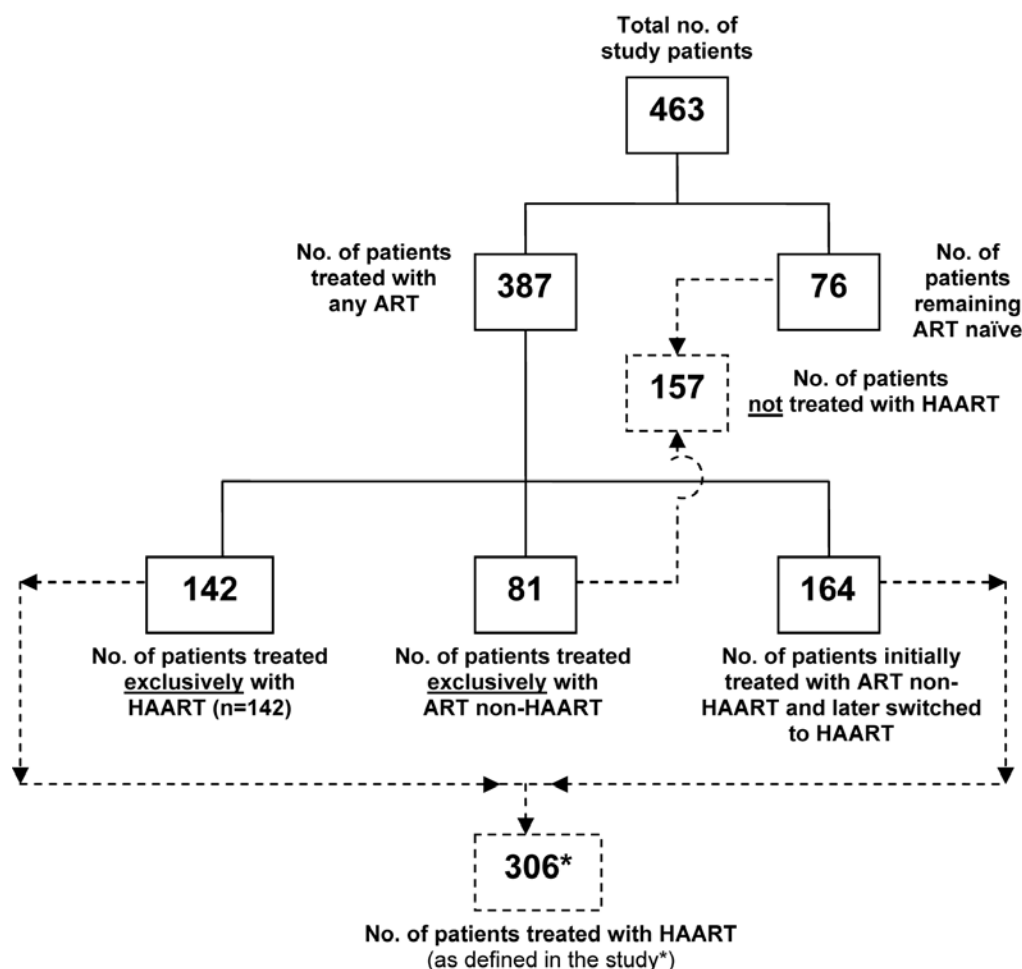 Total no. of
study patients
463
No. of patients
treated with
any ART
387
76
No. of
patients
remaining
ART naïve
157
No. of patients
not treated with HAART
142
81
164
No. of patients treated
exclusively with
HAART (n=142)
No. of patients treated
exclusively with
ART non-HAART
No. of patients initially
treated with ART non-
HAART and later switched
to HAART
306*
No. of patients treated with HAART
(as defined in the study*)